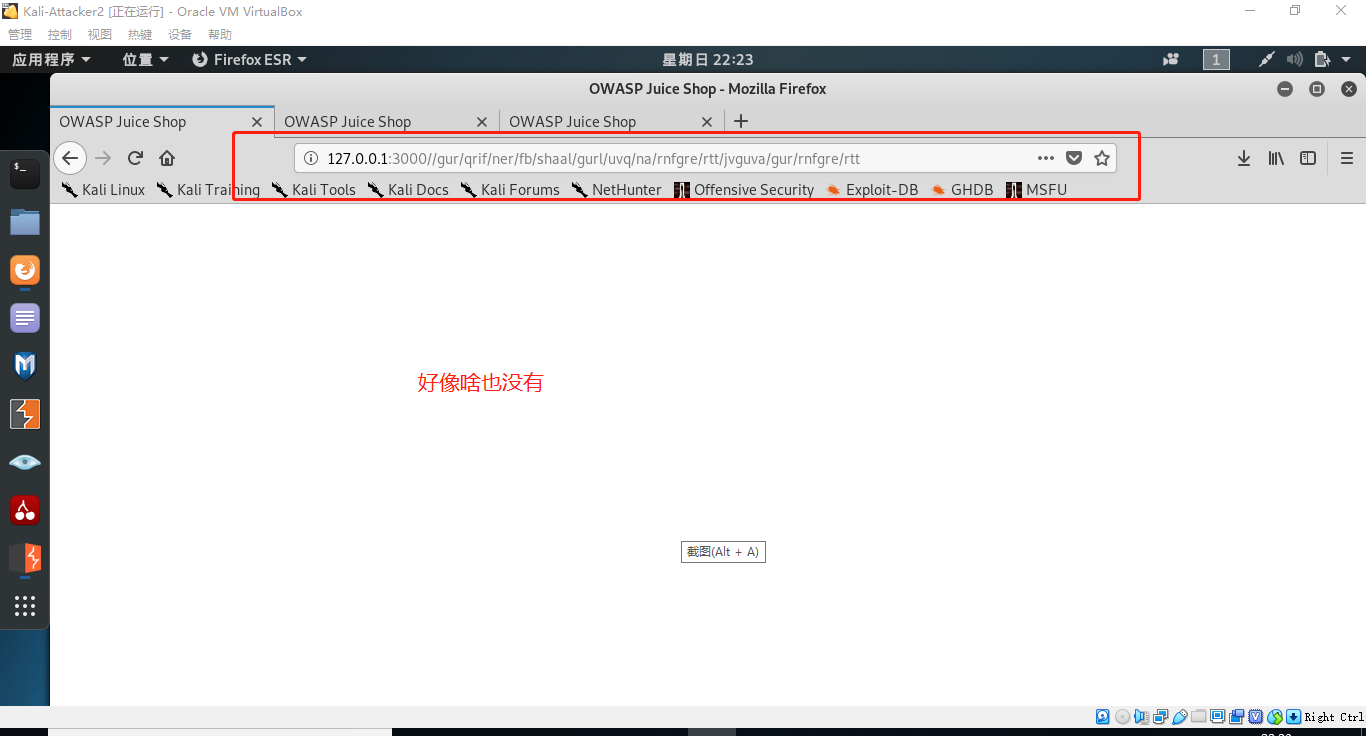 Kali-Attacker2 [正在运行] - Oracle VM VirtualBox
管理 控制 视图 热键 设备 帮助
应用程序 位置 Firefox ESR 星期日 22:23 1
OWASP Juice Shop - Mozilla Firefox
OWASP Juice Shop OWASP Juice Shop OWASP Juice Shop
127.0.0.1:3000//gur/qrif/ner/fb/shaal/gurl/uvq/na/rnfgre/rtt/jvguva/gur/rnfgre/rtt
Kali Linux Kali Training Kali Tools Kali Docs Kali Forums NetHunter Offensive Security Exploit-DB GHDB MSFU
好像啥也没有
截图(Alt + A)
Right Ctrl